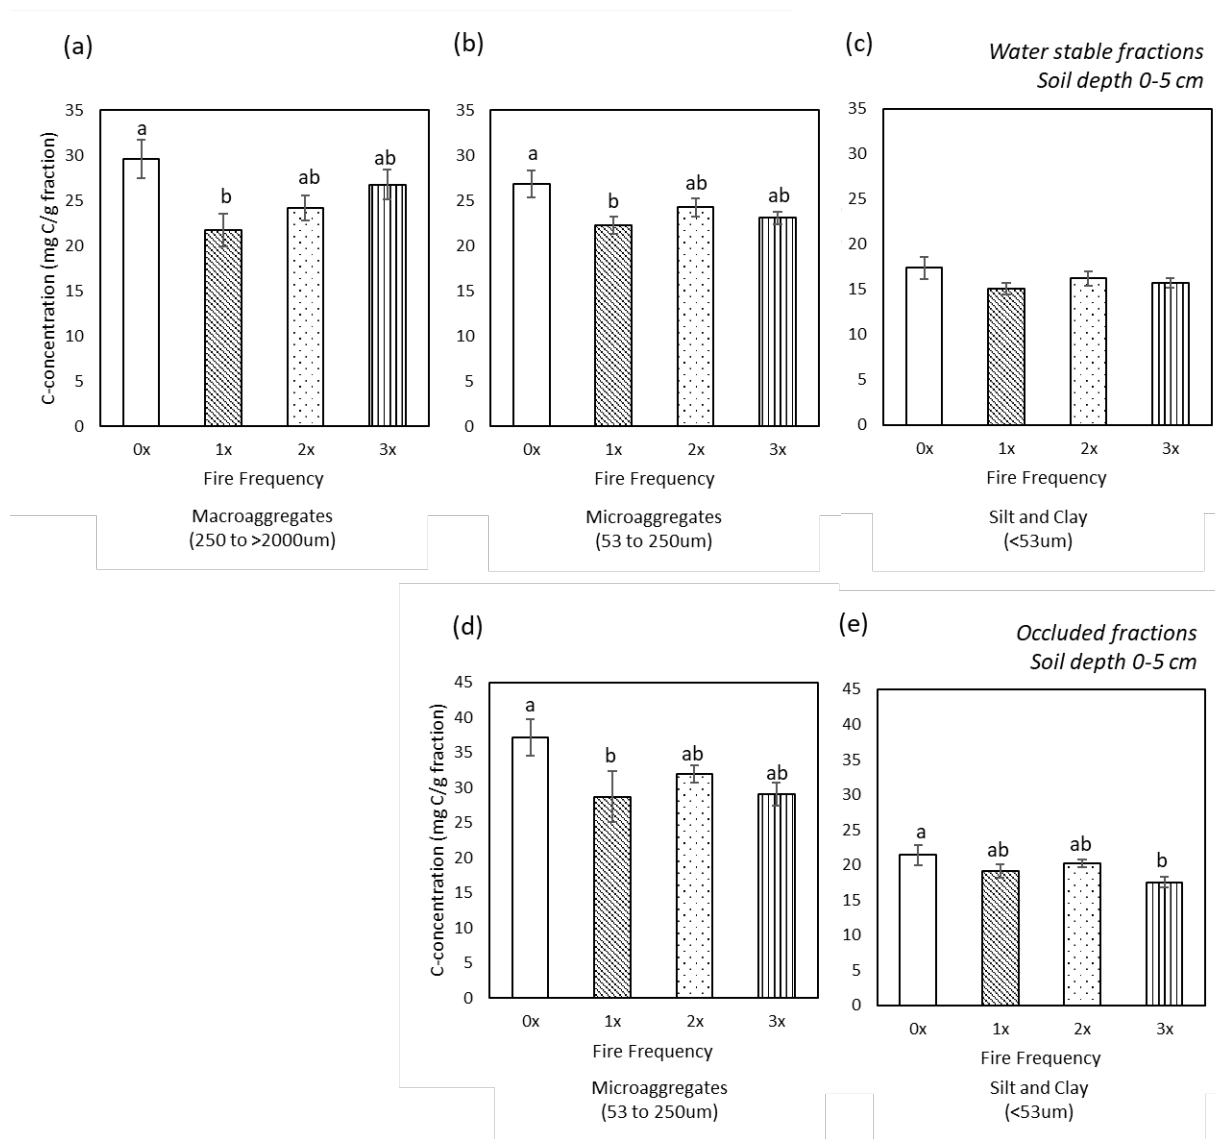 (a)
(b)
(c)
Water stable fractions
Soil depth 0-5 cm
C-concentration (mg C/g fraction)
35
30
25
20
15
10
5
0
a
b
ab
ab
0x
1x
2x
3x
Fire Frequency
Macroaggregates
(250 to >2000um)
35
30
25
20
15
10
5
0
a
b
ab
ab
0x
1x
2x
3x
Fire Frequency
Microaggregates
(53 to 250um)
35
30
25
20
15
10
5
0
0x
1x
2x
3x
Fire Frequency
Silt and Clay
(<53um)
(d)
(e)
Occluded fractions
Soil depth 0-5 cm
C-concentration (mg C/g fraction)
45
40
35
30
25
20
15
10
5
0
a
b
ab
ab
0x
1x
2x
3x
Fire Frequency
Microaggregates
(53 to 250um)
45
40
35
30
25
20
15
10
5
0
a
ab
ab
b
0x
1x
2x
3x
Fire Frequency
Silt and Clay
(<53um)